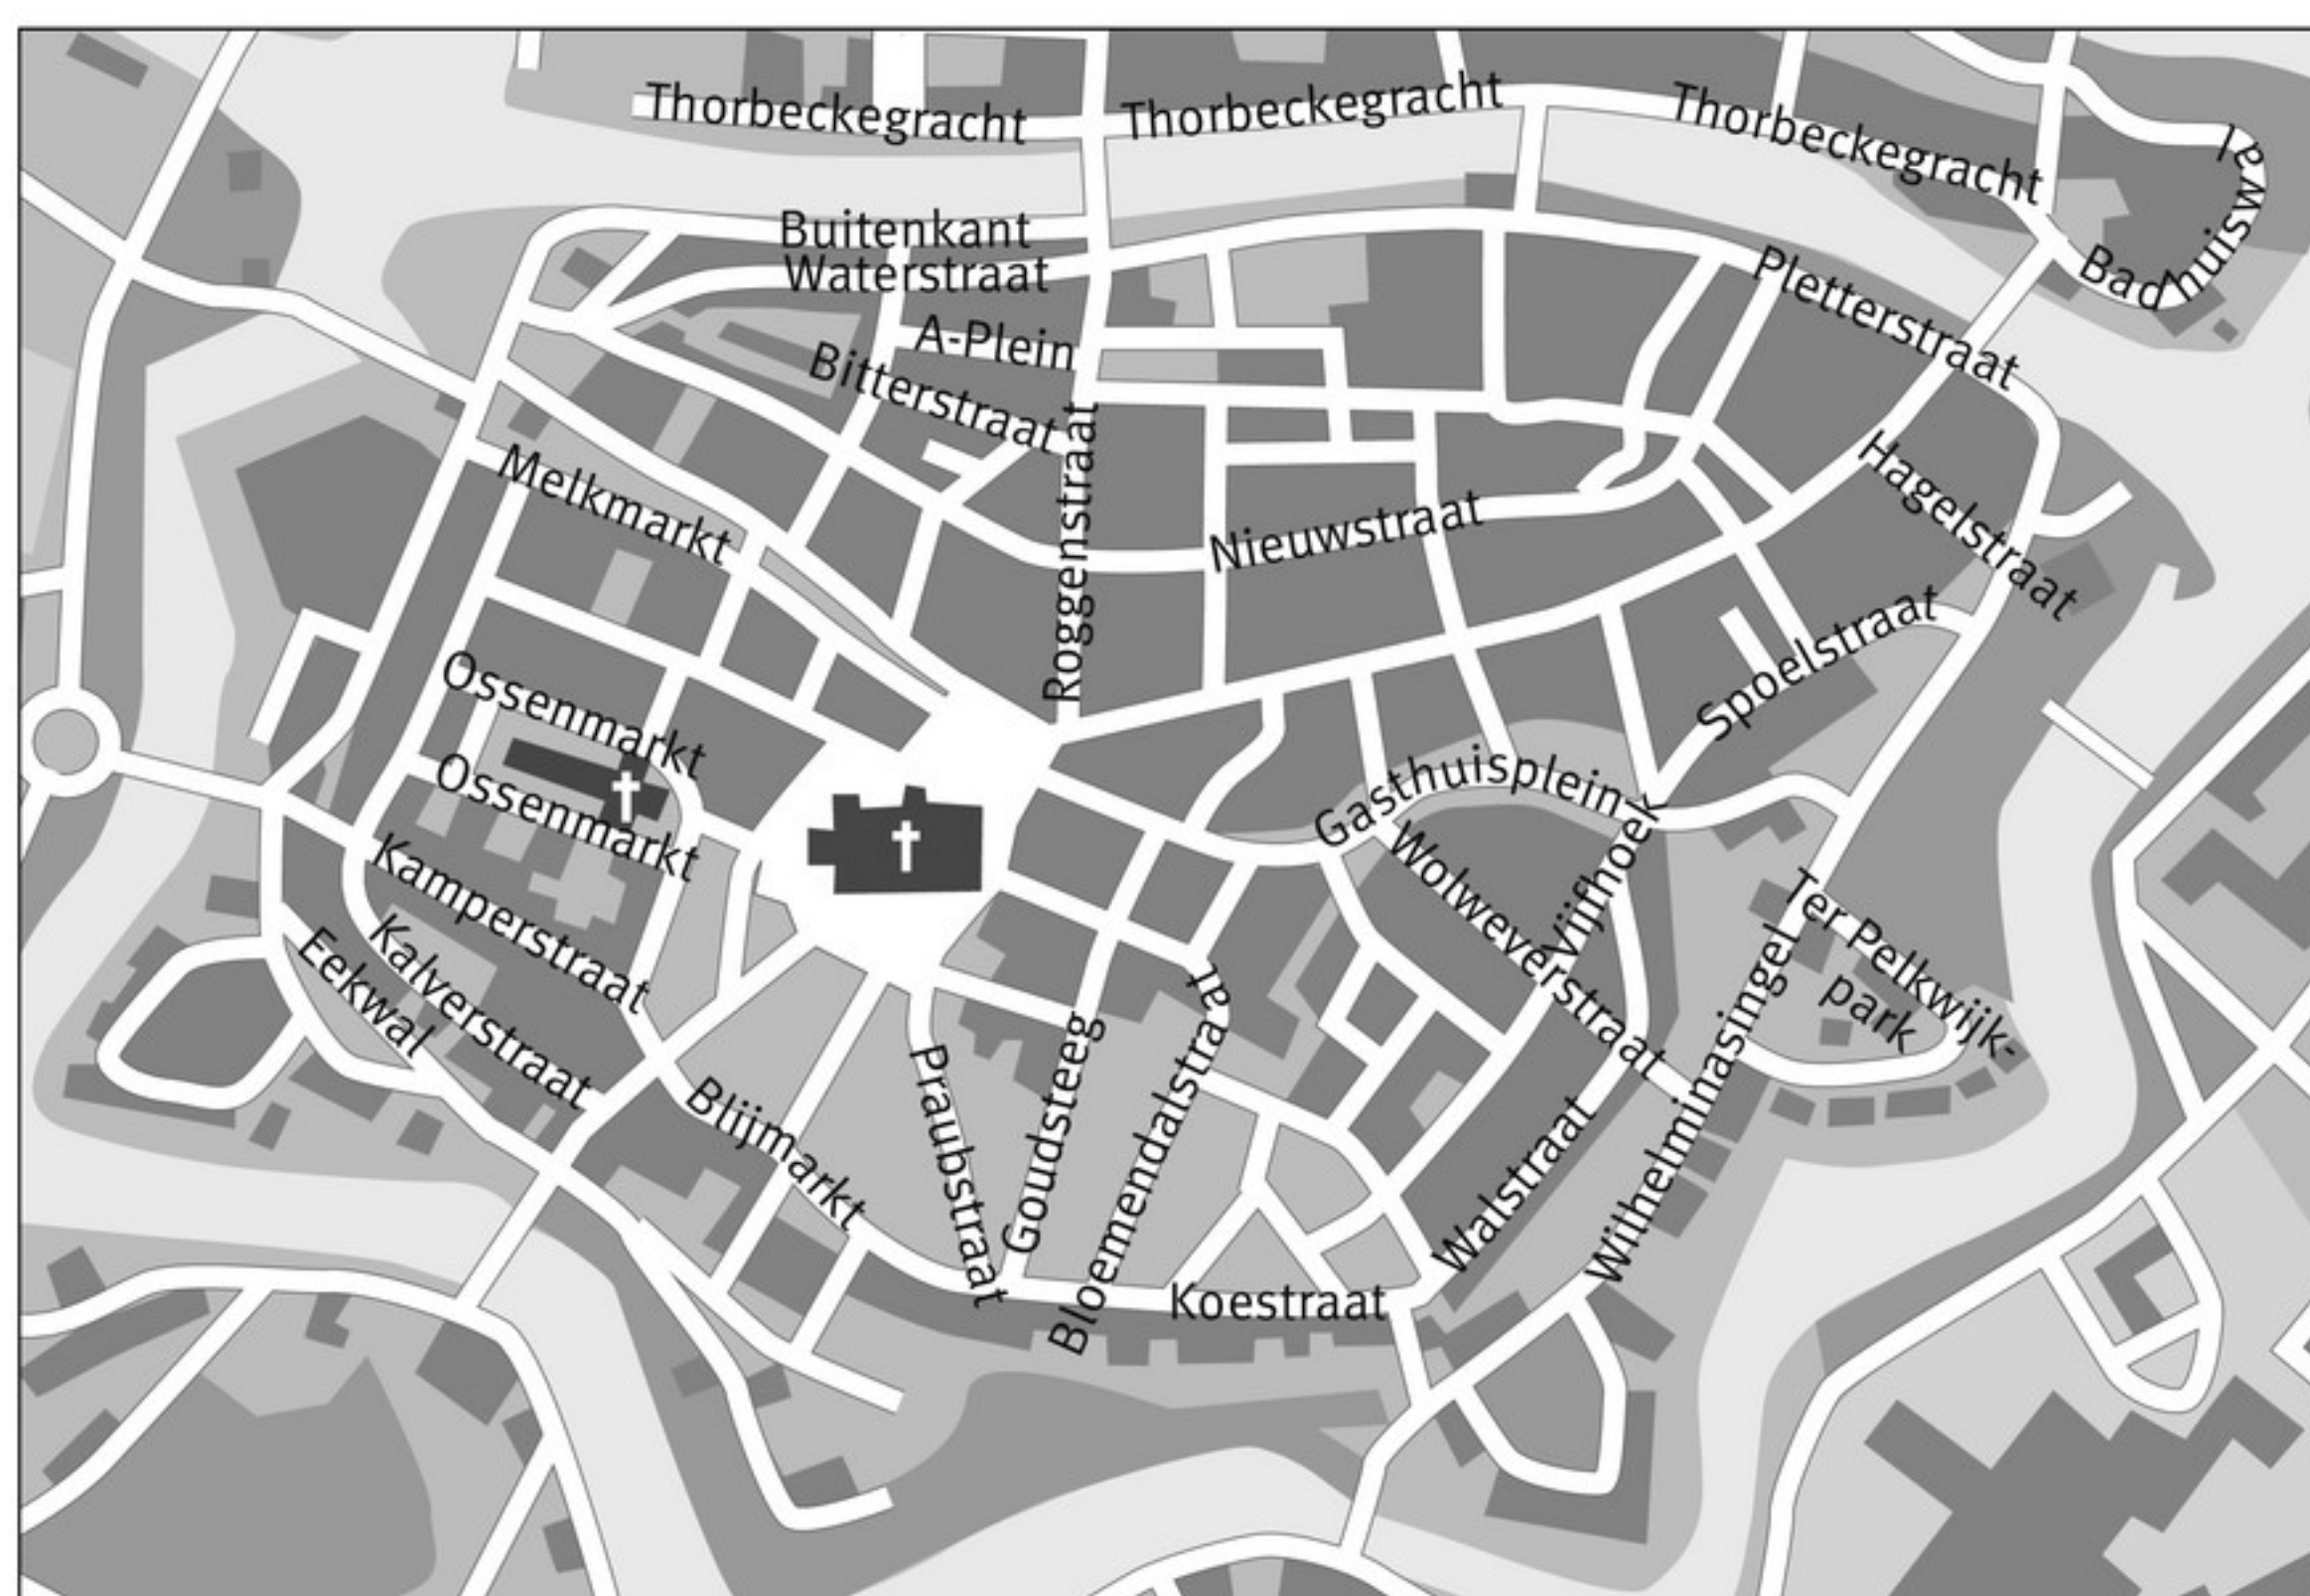 Thorbeckegracht
Thorbeckegracht
Thorbeckegracht
Badhuiswal
Buitenkant
Waterstraat
A-Plein
Bitterstraat
Pletterstraat
Roggenstraat
Melkmarkt
Nieuwstraat
Hagelstraat
Spoelstraat
Ossenmarkt
Ossenmarkt
Gasthuisplein
Vijfhoek
Wolweverstraat
Kamperstraat
Kalverstraat
Eekwal
Ter Pelkwijk-
park
Wilhelminasingel
Blijmarkt
Praubstraat
Goudsteeg
Bloemendalstraat
Walstraat
Koestraat